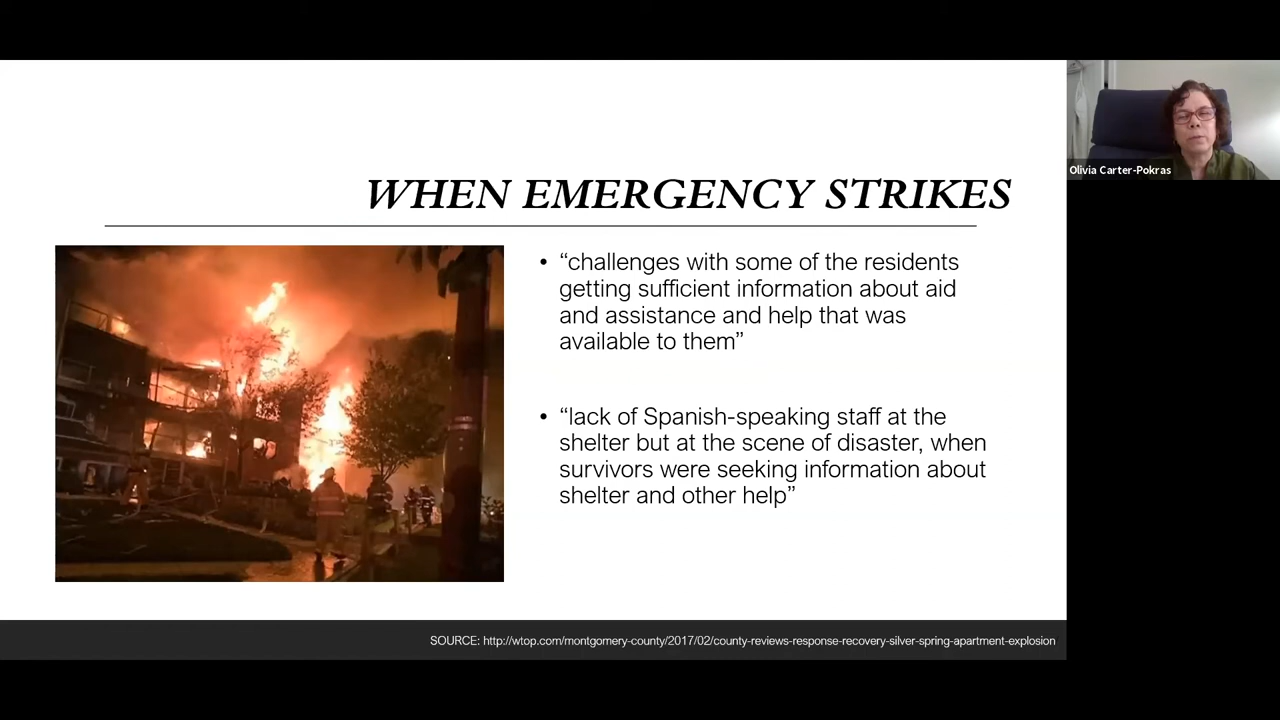 WHEN EMERGENCY STRIKES
• “challenges with some of the residents
getting sufficient information about aid
and assistance and help that was
available to them”
• “lack of Spanish-speaking staff at the
shelter but at the scene of disaster, when
survivors were seeking information about
shelter and other help”
SOURCE: http://wtop.com/montgomery-county/2017/02/county-reviews-response-recovery-silver-spring-apartment-explosion
Olivia Carter-Pokras